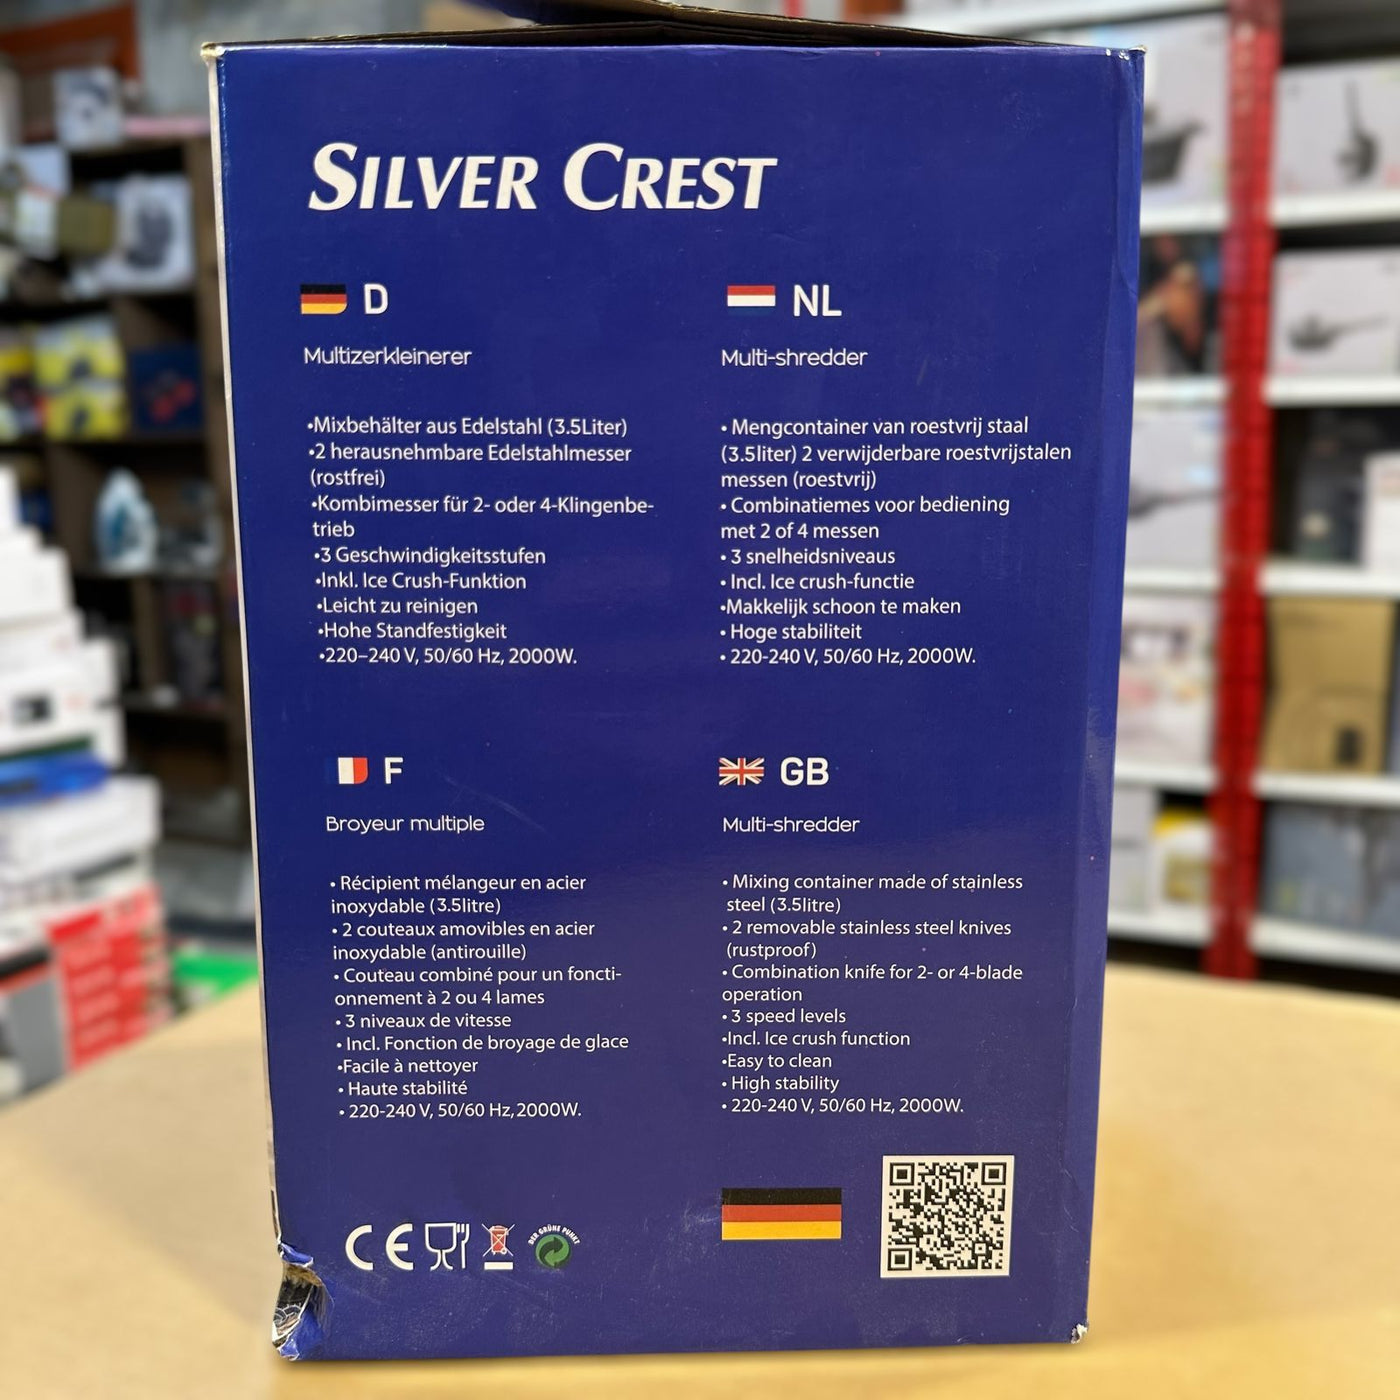 SILVER CREST
D
Multizerkleinerer
•Mixbehälter aus Edelstahl (3.5Liter)
•2 herausnehmbare Edelstahlmesser
(rostfrei)
•Kombimesser für 2- oder 4-Klingenbe-
trieb
•3 Geschwindigkeitsstufen
•Inkl. Ice Crush-Funktion
•Leicht zu reinigen
•Hohe Standfestigkeit
•220–240 V, 50/60 Hz, 2000W.
NL
Multi-shredder
• Mengcontainer van roestvrij staal
(3.5liter) 2 verwijderbare roestvrijstalen
messen (roestvrij)
• Combinatiemes voor bediening
met 2 of 4 messen
• 3 snelheidsniveaus
• Incl. Ice crush-functie
•Makkelijk schoon te maken
• Hoge stabiliteit
• 220-240 V, 50/60 Hz, 2000W.
F
Broyeur multiple
• Récipient mélangeur en acier
inoxydable (3.5litre)
• 2 couteaux amovibles en acier
inoxydable (antirouille)
• Couteau combiné pour un foncti-
onnement à 2 ou 4 lames
• 3 niveaux de vitesse
• Incl. Fonction de broyage de glace
•Facile à nettoyer
• Haute stabilité
• 220-240 V, 50/60 Hz,2000W.
GB
Multi-shredder
• Mixing container made of stainless
steel (3.5litre)
• 2 removable stainless steel knives
(rustproof)
• Combination knife for 2- or 4-blade
operation
• 3 speed levels
•Incl. Ice crush function
•Easy to clean
• High stability
• 220-240 V, 50/60 Hz, 2000W.
CE
DER GRÜNE PUNKT